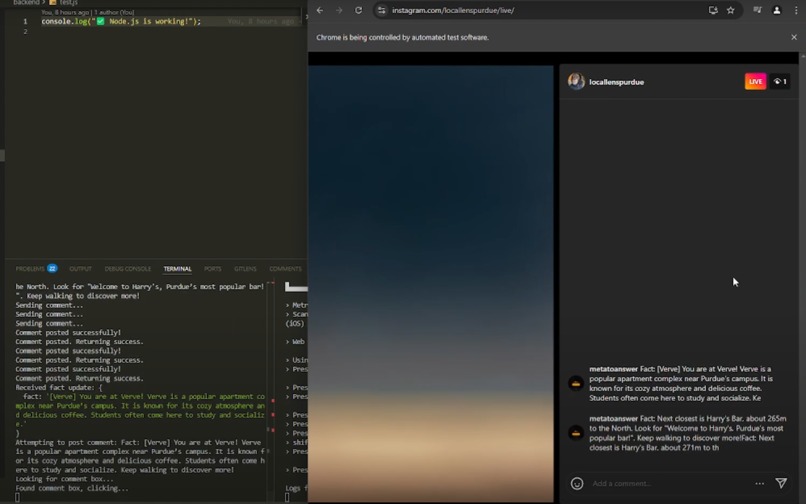 backend > test.js
You, 8 hours ago | 1 author (You)
1 console.log("✅ Node.js is working!"); You, 8 hours ago
2
PROBLEMS OUTPUT DEBUG CONSOLE TERMINAL PORTS GITLENS COMMENTS
he North. Look for "Welcome to Harry's, Purdue's most popular bar!
". Keep walking to discover more!
Sending comment...
Sending comment...
Sending comment...
Comment posted successfully!
Comment posted. Returning success.
Comment posted successfully!
Comment posted. Returning success.
Comment posted successfully!
Comment posted. Returning success.
Received fact update: {
fact: '[Verve] You are at Verve! Verve is a popular apartment co
mplex near Purdue's campus. It is known for its cozy atmosphere an
d delicious coffee. Students often come here to study and socializ
e.'
}
Attempting to post comment: Fact: [Verve] You are at Verve! Verve
is a popular apartment complex near Purdue's campus. It is known f
or its cozy atmosphere and delicious coffee. Students often come h
ere to study and socialize. Keep walking to discover more!
Looking for comment box...
Found comment box, clicking...
› Metr
› Scan
(iOS)
› Web
› Usin
› Pres
› Pres
› Pres
› Pres
› Pres
› shif
› Pres
› Pres
Logs f
instagram.com/locallenspurdue/live/
Chrome is being controlled by automated test software.
locallenspurdue
LIVE
1
metatoanswer Fact: [Verve] You are at Verve! Verve is a
popular apartment complex near Purdue's campus. It is
known for its cozy atmosphere and delicious coffee.
Students often come here to study and socialize. Ke
metatoanswer Fact: Next closest is Harry's Bar, about 265m
to the North. Look for "Welcome to Harry's, Purdue's most
popular bar!". Keep walking to discover more!Fact: Next
closest is Harry's Bar, about 271m to th
Add a comment...